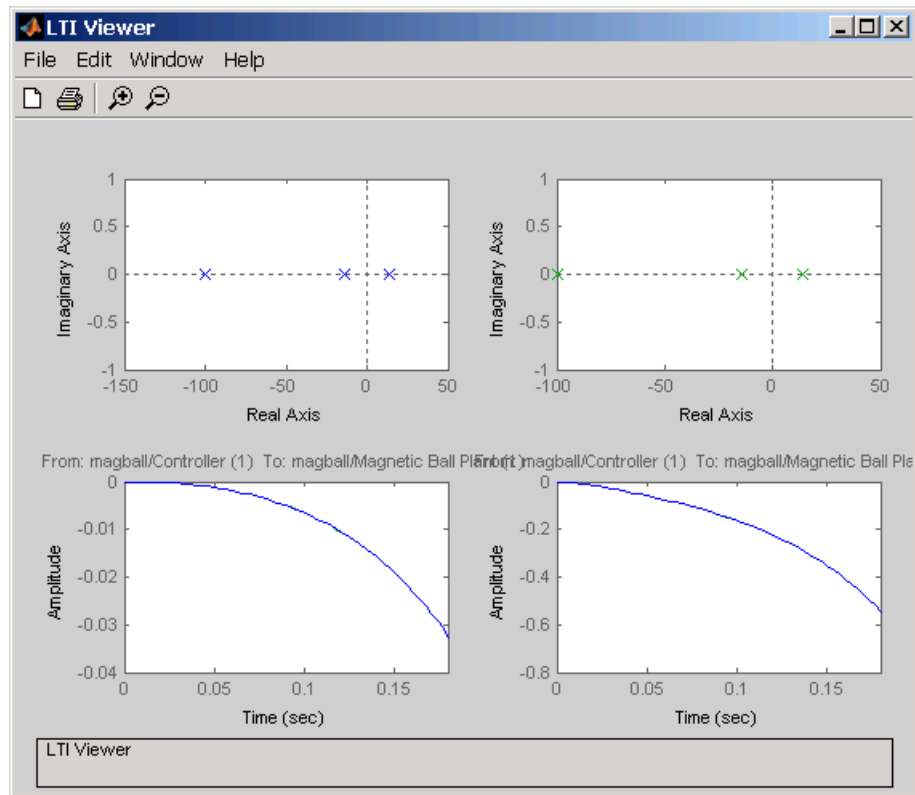 LTI Viewer
File Edit Window Help
1
0.5
0
-0.5
-1
-150 -100 -50 0 50
Imaginary Axis
Real Axis
1
0.5
0
-0.5
-1
-100 -50 0 50
Imaginary Axis
Real Axis
From: magball/Controller (1) To: magball/Magnetic Ball
magball/Controller (1) To: magball/Magnetic Ball Pla
0
-0.01
-0.02
-0.03
-0.04
0 0.05 0.1 0.15
Amplitude
Time (sec)
0
-0.2
-0.4
-0.6
-0.8
0 0.05 0.1 0.15
Amplitude
Time (sec)
LTI Viewer